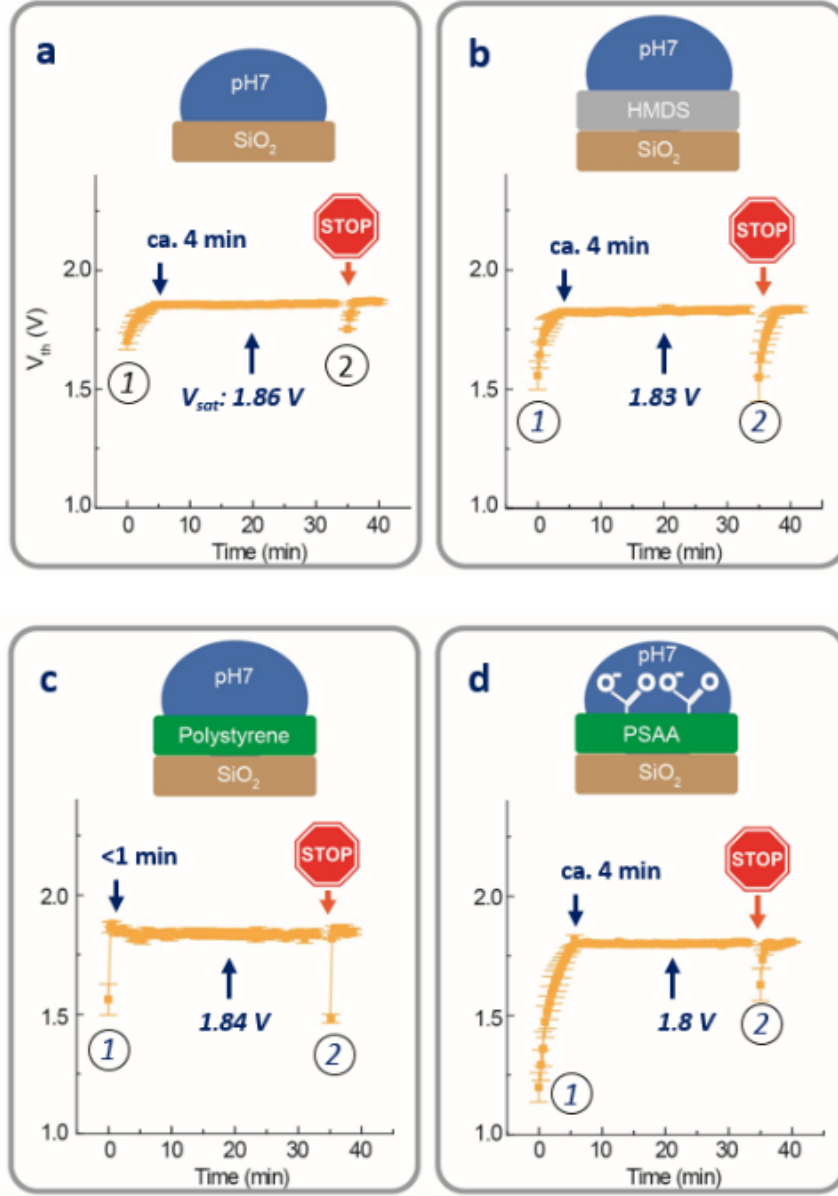 a
pH7
SiO₂
STOP
ca. 4 min
2.0
1.5
1.0
V_th (V)
1
2
V_sat: 1.86 V
0 10 20 30 40
Time (min)
b
pH7
HMDS
SiO₂
STOP
ca. 4 min
2.0
1.5
1.0
1
2
1.83 V
0 10 20 30 40
Time (min)
c
pH7
Polystyrene
SiO₂
STOP
<1 min
2.0
1.5
1.0
1
2
1.84 V
0 10 20 30 40
Time (min)
d
pH7
O⁻ O O⁻ O
PSAA
SiO₂
STOP
ca. 4 min
2.0
1.5
1.0
1
2
1.8 V
0 10 20 30 40
Time (min)